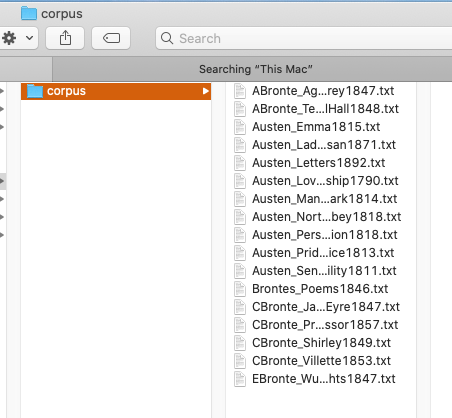 corpus
Search
Searching “This Mac”
corpus
ABronte_Ag...rey1847.txt
ABronte_Te...lHall1848.txt
Austen_Emma1815.txt
Austen_Lad...san1871.txt
Austen_Letters1892.txt
Austen_Lov...ship1790.txt
Austen_Man...ark1814.txt
Austen_Nort...bey1818.txt
Austen_Pers...ion1818.txt
Austen_Prid...ice1813.txt
Austen_Sen...ility1811.txt
Brontes_Poems1846.txt
CBronte_Ja...Eyre1847.txt
CBronte_Pr...ssor1857.txt
CBronte_Shirley1849.txt
CBronte_Villette1853.txt
EBronte_Wu...hts1847.txt